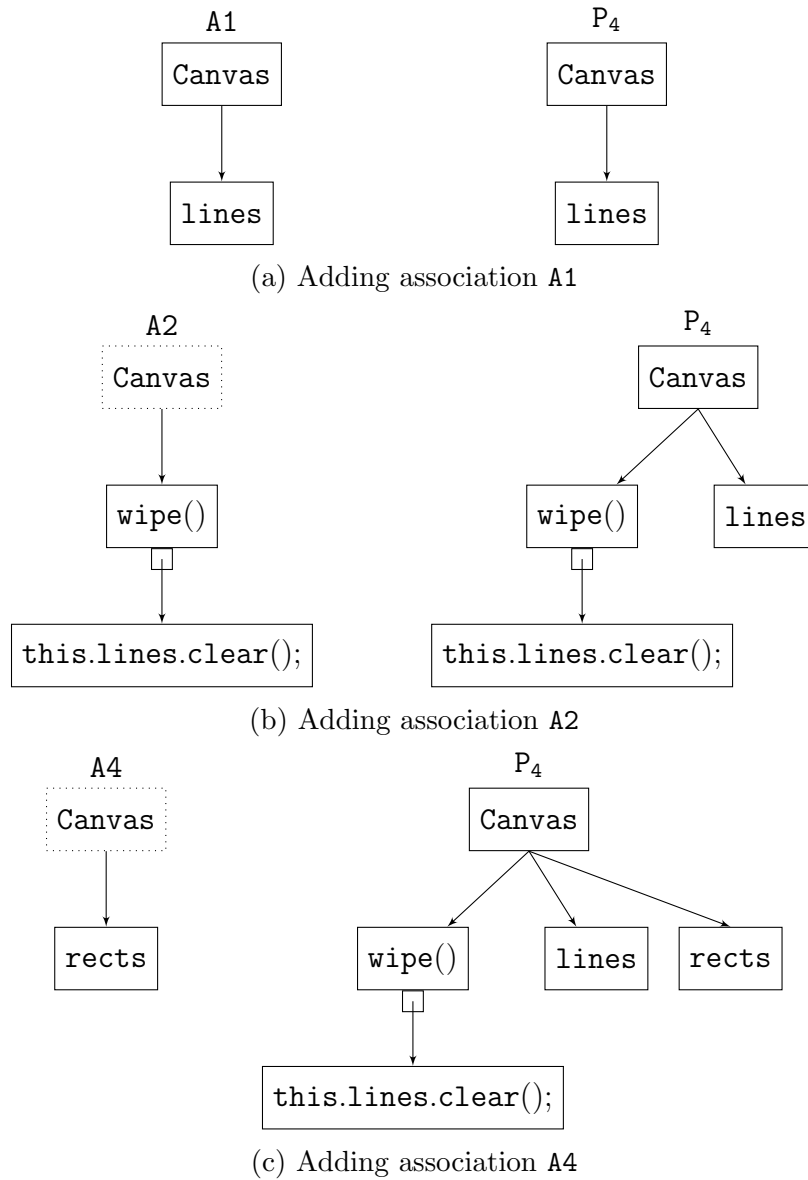 A1 P₄
Canvas Canvas
lines lines
(a) Adding association A1
A2 P₄
Canvas Canvas
wipe() wipe() lines
this.lines.clear(); this.lines.clear();
(b) Adding association A2
A4 P₄
Canvas Canvas
rects wipe() lines rects
this.lines.clear();
(c) Adding association A4